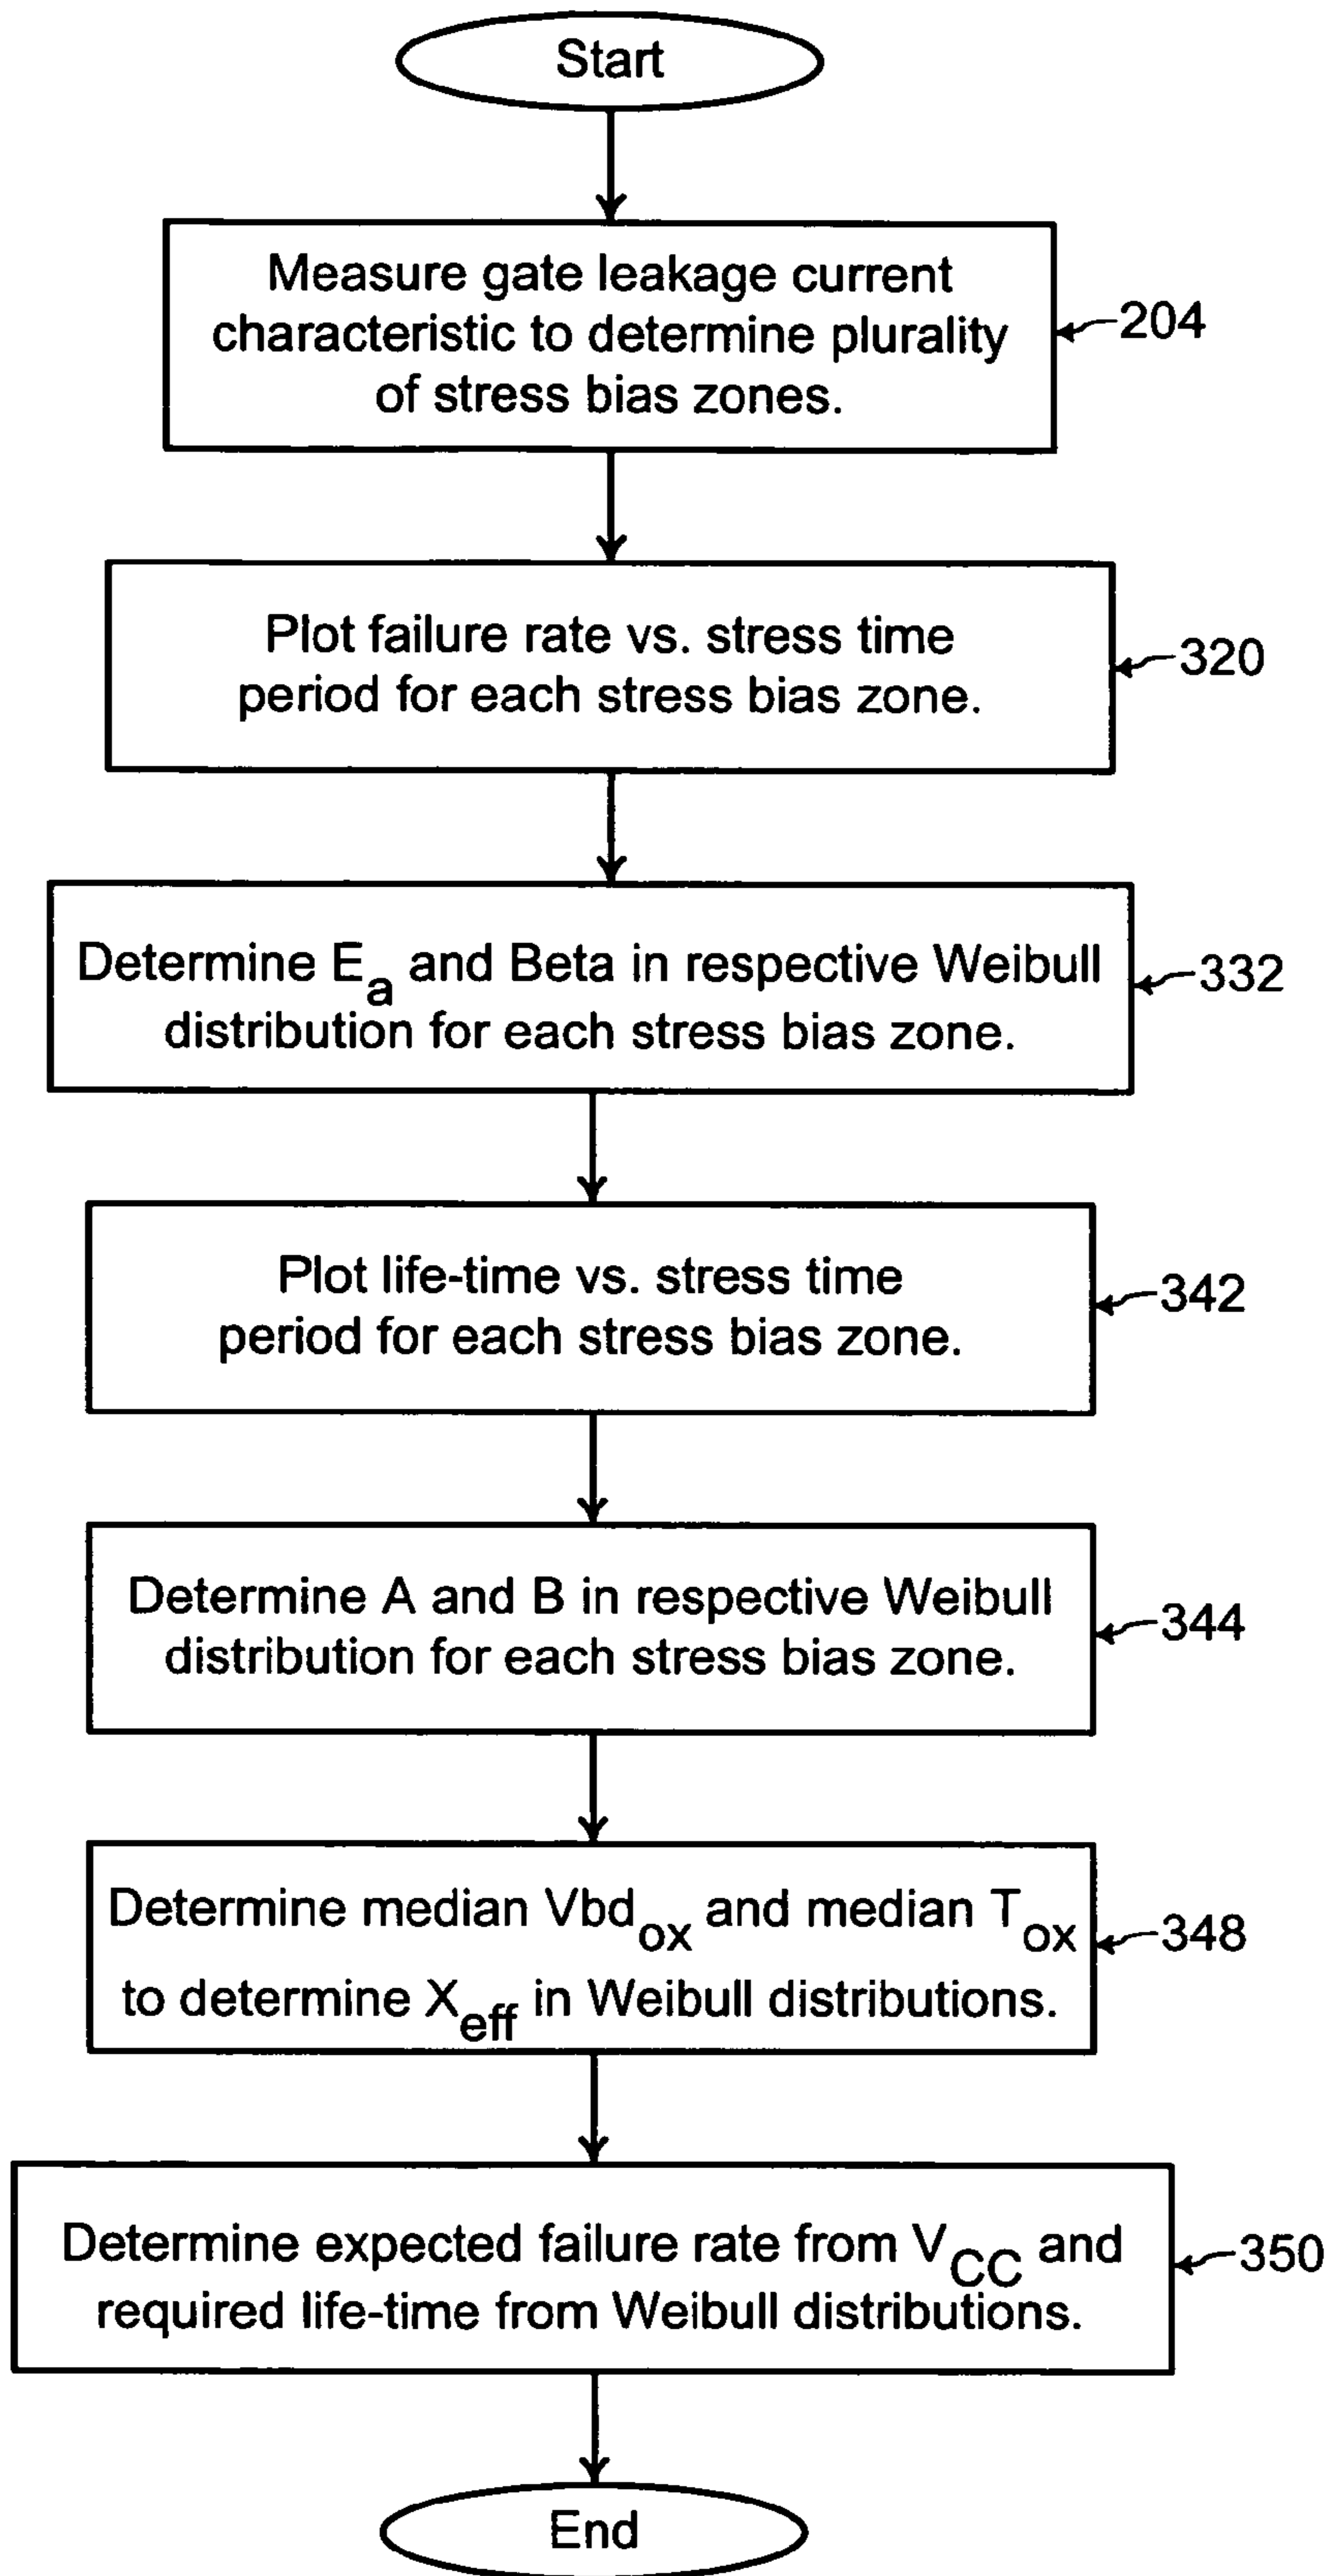 Start
Measure gate leakage current
characteristic to determine plurality
of stress bias zones.
204
Plot failure rate vs. stress time
period for each stress bias zone.
320
Determine Ea and Beta in respective Weibull
distribution for each stress bias zone.
332
Plot life-time vs. stress time
period for each stress bias zone.
342
Determine A and B in respective Weibull
distribution for each stress bias zone.
344
Determine median Vbdox and median Tox
to determine Xeff in Weibull distributions.
348
Determine expected failure rate from VCC and
required life-time from Weibull distributions.
350
End